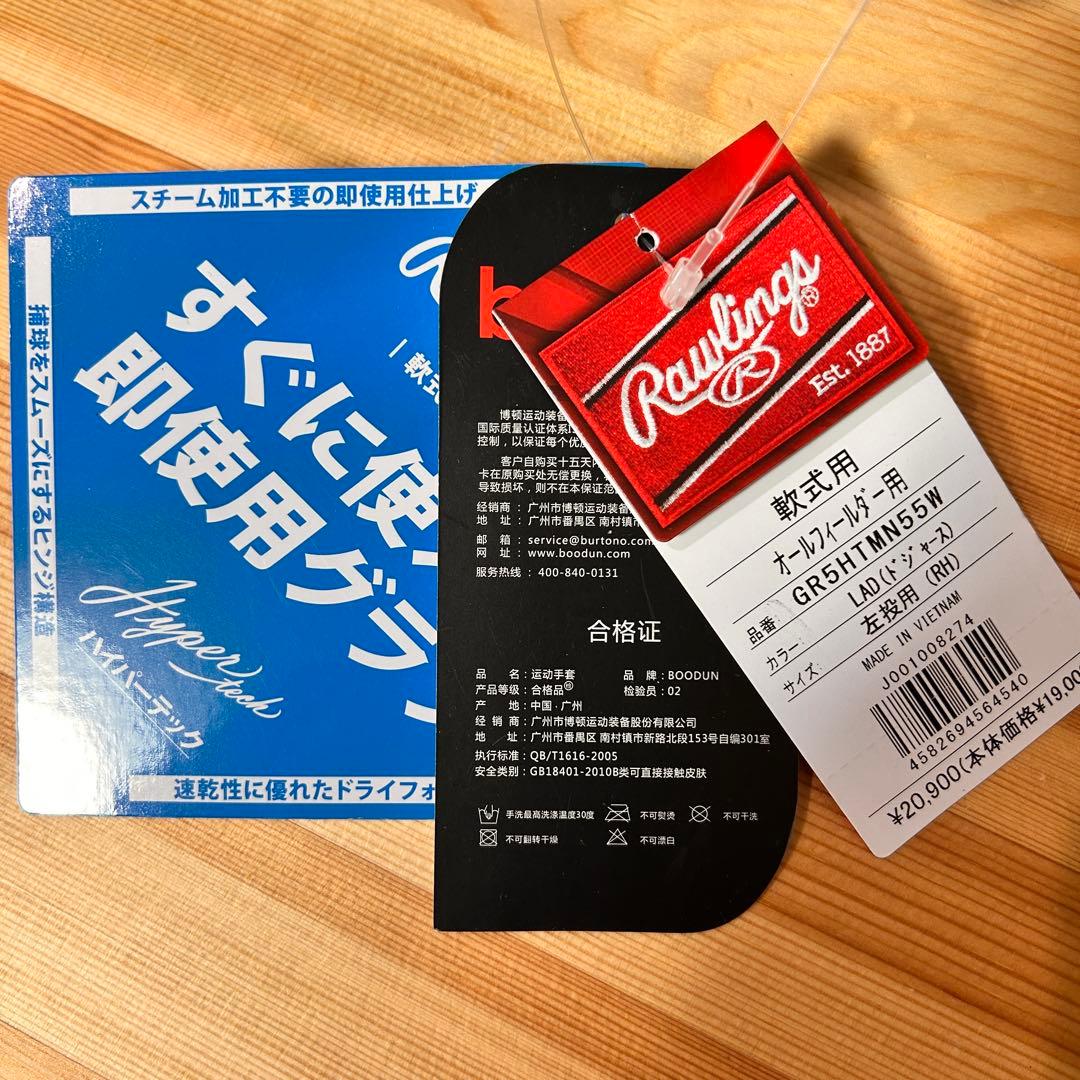 スチーム加工不要の即使用仕上げ
捕球をスムーズにするヒンジ構造
すぐに使
即使用グラ
軟式
Hyper tech
ハイパーテック
速乾性に優れたドライフォ
b
博顿运动装备
国际质量认证体系IS
控制，以保证每个优质
客户自购买十五天内
卡在原购买处无偿更换，
导致损坏，则不在本保证范
经销商：广州市博顿运动装备
地 址：广州市番禺区 南村镇市
邮 箱：service@burtono.com
网 址：www.boodun.com
服务热线：400-840-0131
合格证
品 名：运动手套 品 牌：BOODUN
产品等级：合格品 检验员：02
产 地：中国·广州
经 销 商：广州市博顿运动装备股份有限公司
地 址：广州市番禺区 南村镇市新路北段153号自编301室
执行标准：QB/T1616-2005
安全类别：GB18401-2010B类可直接接触皮肤
手洗最高洗涤温度30度 不可熨烫 不可干洗
不可翻转干燥 不可漂白
Rawlings®
R
Est. 1887
軟式用
オールフィールダー用
品番: GR5HTMN55W
カラー: LAD(ドジャース)
サイズ: 左投用 (RH)
MADE IN VIETNAM
J001008274
4582694564540
¥20,900(本体価格¥19,00